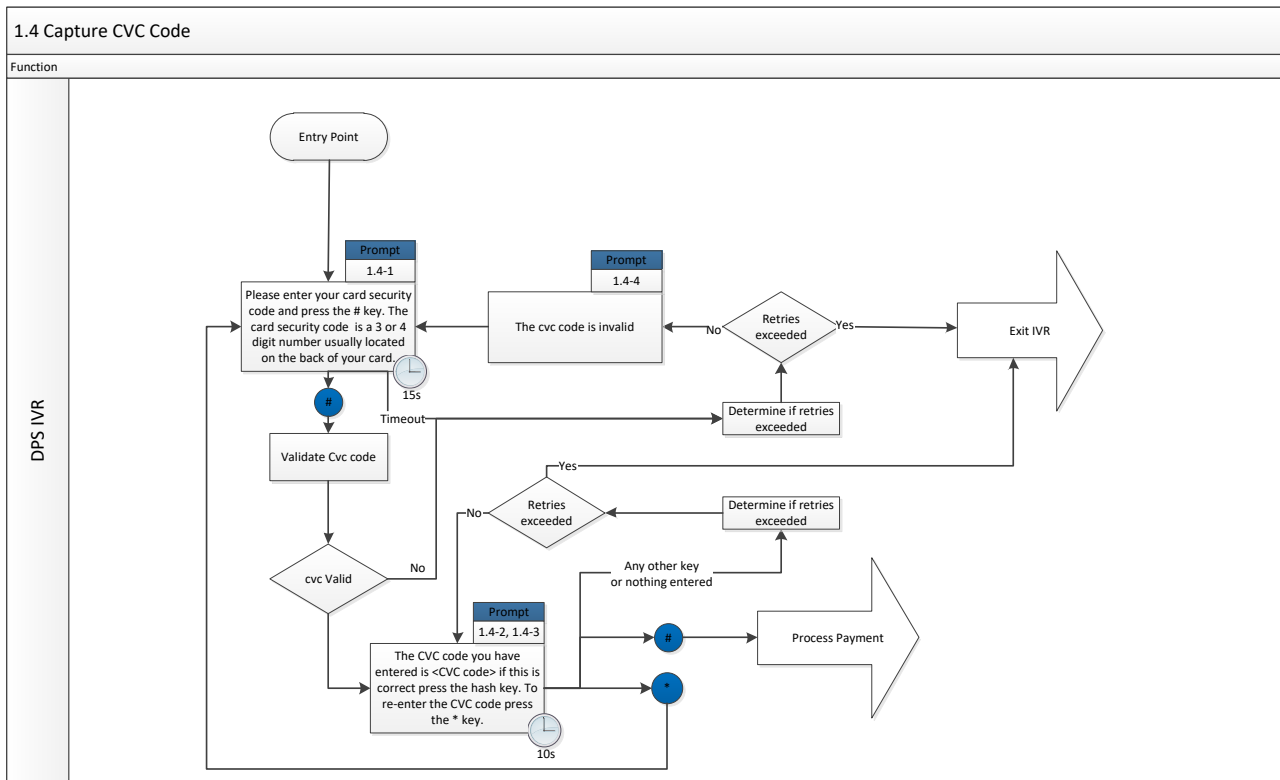 1.4 Capture CVC Code
Function
DPS IVR
Entry Point
Prompt
1.4-1
Please enter your card security
code and press the # key. The
card security code is a 3 or 4
digit number usually located
on the back of your card.
15s
#
Timeout
Validate Cvc code
cvc Valid
No
Prompt
1.4-4
The cvc code is invalid
No
Retries
exceeded
Yes
Exit IVR
Determine if retries
exceeded
Yes
Retries
exceeded
No
Determine if retries
exceeded
Any other key
or nothing entered
Prompt
1.4-2, 1.4-3
The CVC code you have
entered is <CVC code> if this is
correct press the hash key. To
re-enter the CVC code press
the * key.
10s
#
*
Process Payment